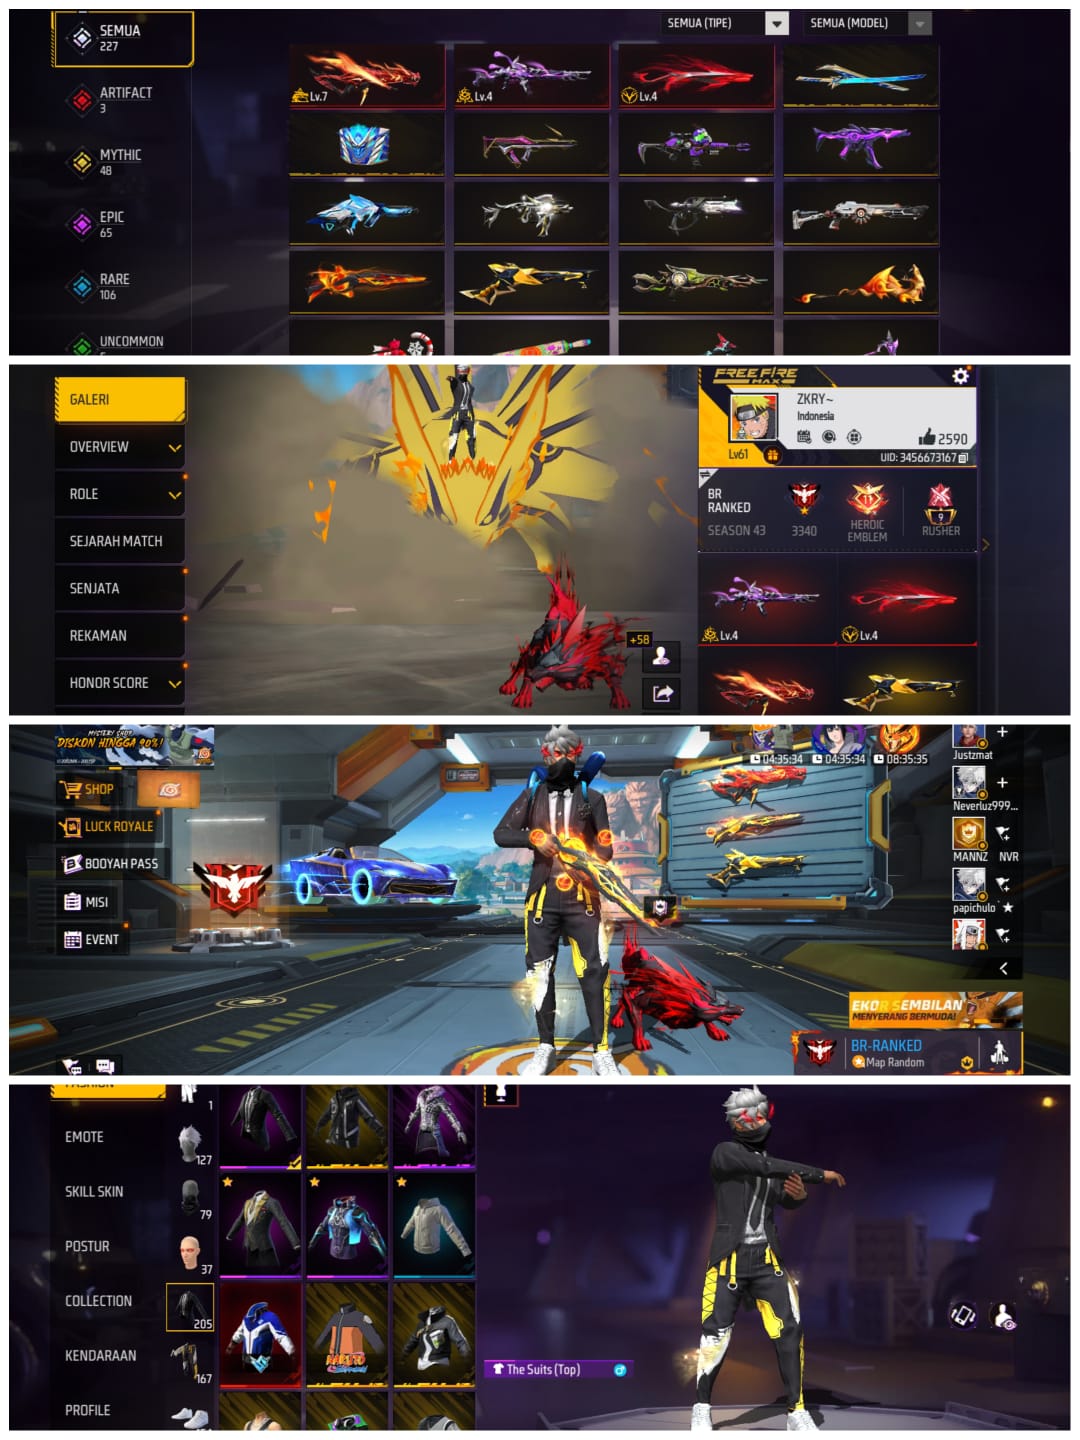 SEMUA
227
SEMUA (TIPE)
SEMUA (MODEL)
ARTIFACT
3
MYTHIC
48
EPIC
65
RARE
106
UNCOMMON
Lv.7
Lv.4
Lv.4
GALERI
OVERVIEW
ROLE
SEJARAH MATCH
SENJATA
REKAMAN
HONOR SCORE
+58
FREE FIRE
MAX
ZKRY~
Indonesia
2590
Lv61
UID: 3456673167
BR
RANKED
SEASON 43
3340
HEROIC
EMBLEM
9
RUSHER
Lv.4
Lv.4
MYSTERY SHOP
DISKON HINGGA 90%!
SHOP
LUCK ROYALE
BOOYAH PASS
MISI
EVENT
04:35:34
04:35:34
08:35:35
Justzmat
Neverluz999...
MANNZ NVR
papichulo
EKOR SEMBILAN
MENYERANG BERMUDA!
BR-RANKED
Map Random
FASHION
EMOTE
SKILL SKIN
POSTUR
COLLECTION
KENDARAAN
PROFILE
1
127
79
37
205
167
NARUTO
The Suits (Top)